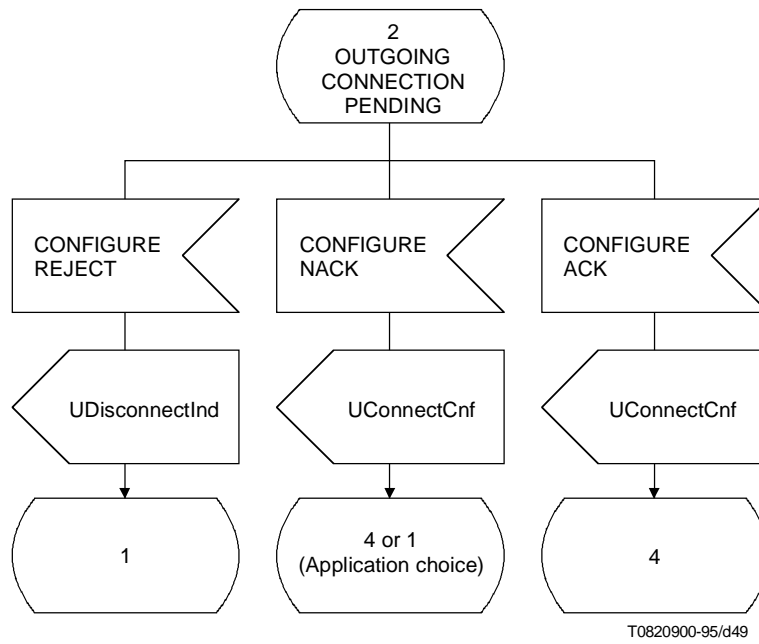 2
OUTGOING
CONNECTION
PENDING
CONFIGURE
REJECT
CONFIGURE
NACK
CONFIGURE
ACK
UDisconnectInd
UConnectCnf
UConnectCnf
1
4 or 1
(Application choice)
4
T0820900-95/d49